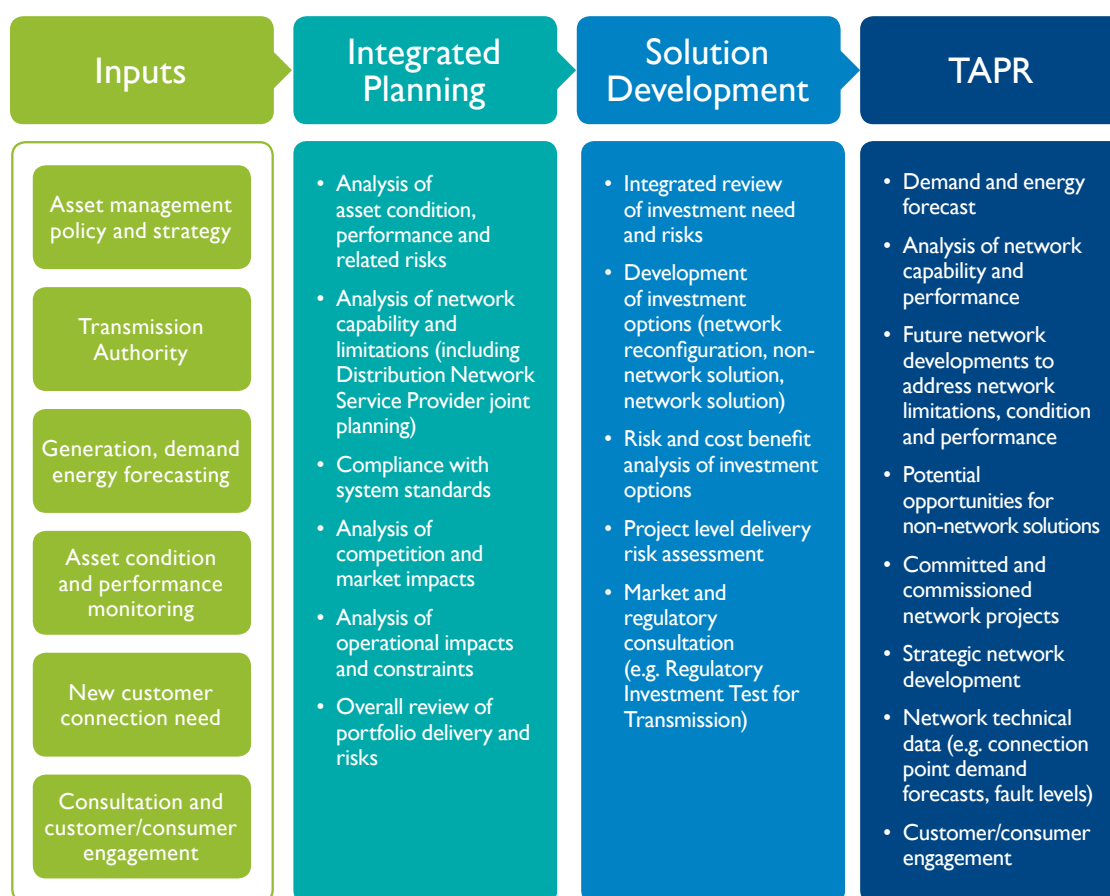 Inputs
Integrated
Planning
Solution
Development
TAPR
Asset management
policy and strategy
Transmission
Authority
Generation, demand
energy forecasting
Asset condition
and performance
monitoring
New customer
connection need
Consultation and
customer/consumer
engagement
• Analysis of
asset condition,
performance and
related risks
• Analysis of network
capability and
limitations (including
Distribution Network
Service Provider joint
planning)
• Compliance with
system standards
• Analysis of
competition and
market impacts
• Analysis of
operational impacts
and constraints
• Overall review of
portfolio delivery and
risks
• Integrated review
of investment need
and risks
• Development
of investment
options (network
reconfiguration, non-
network solution,
network solution)
• Risk and cost benefit
analysis of investment
options
• Project level delivery
risk assessment
• Market and
regulatory
consultation
(e.g. Regulatory
Investment Test for
Transmission)
• Demand and energy
forecast
• Analysis of network
capability and
performance
• Future network
developments to
address network
limitations, condition
and performance
• Potential
opportunities for
non-network solutions
• Committed and
commissioned
network projects
• Strategic network
development
• Network technical
data (e.g. connection
point demand
forecasts, fault levels)
• Customer/consumer
engagement